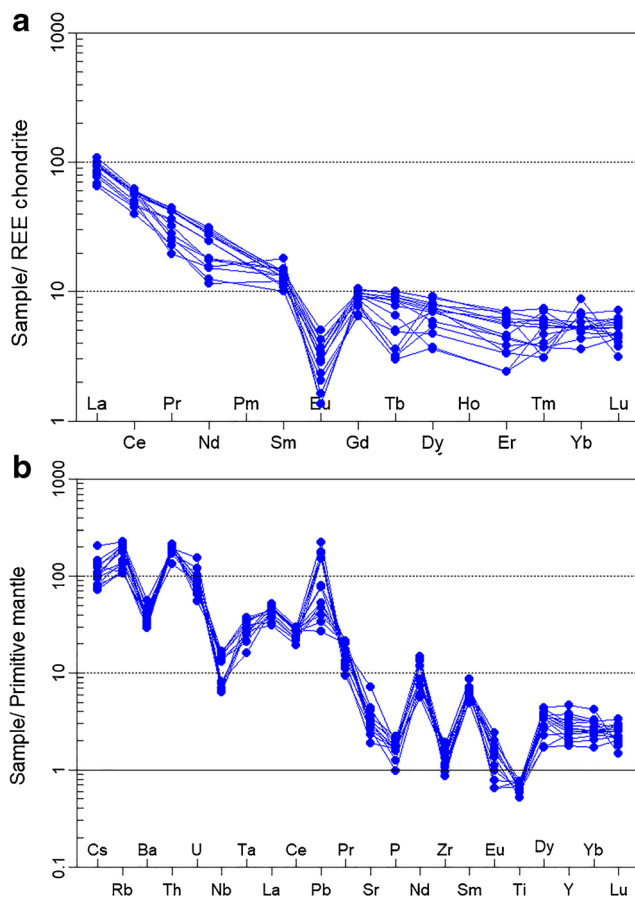 a
1000
100
10
1
Sample/ REE chondrite
La Pr Pm Eu Tb Ho Tm Lu
Ce Nd Sm Gd Dy Er Yb
b
1000
100
10
1
0.1
Sample/ Primitive mantle
Cs Ba U Ta Ce Pr P Zr Eu Dy Yb
Rb Th Nb La Pb Sr Nd Sm Ti Y Lu